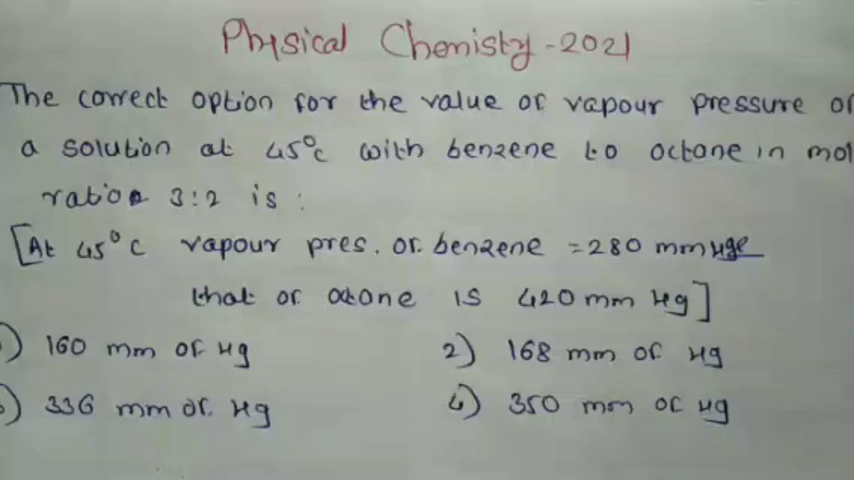 Physical Chemisty-2021
The correct option for the value of vapour pressure of
a solution at 45°C with benzene to octane in mol
ratio 3:2 is:
[At 45°C vapour pres. of benzene = 280 mm Hg
that of octane is 420 mm Hg]
) 160 mm of Hg 2) 168 mm of Hg
) 336 mm of Hg 4) 350 mm of Hg